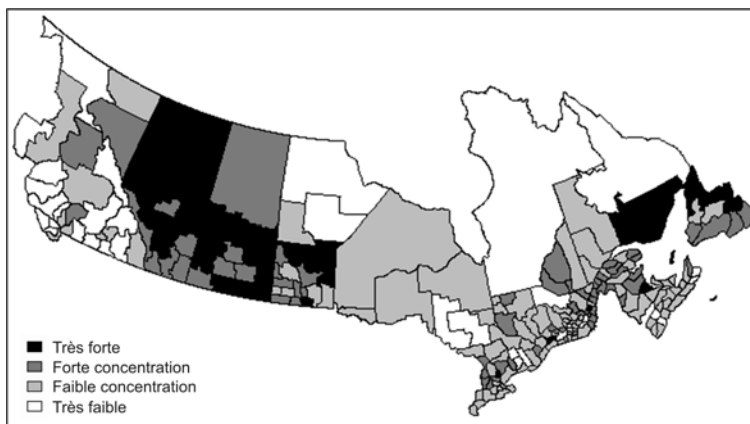 Très forte
Forte concentration
Faible concentration
Très faible